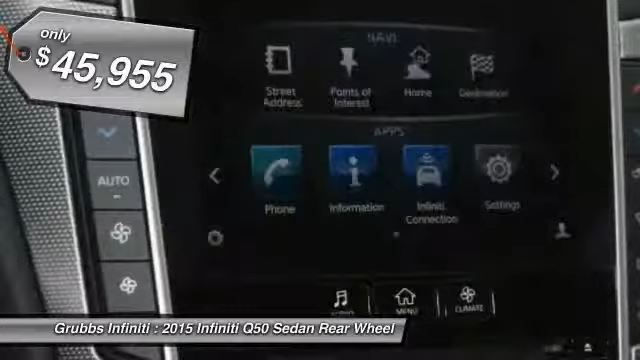 only
$45,955
NAVI
Street Address
Points of Interest
Home
Destination
APPS
AUTO
Phone
Information
Infiniti Connection
Settings
AUDIO
MENU
CLIMATE
Grubbs Infiniti : 2015 Infiniti Q50 Sedan Rear Wheel